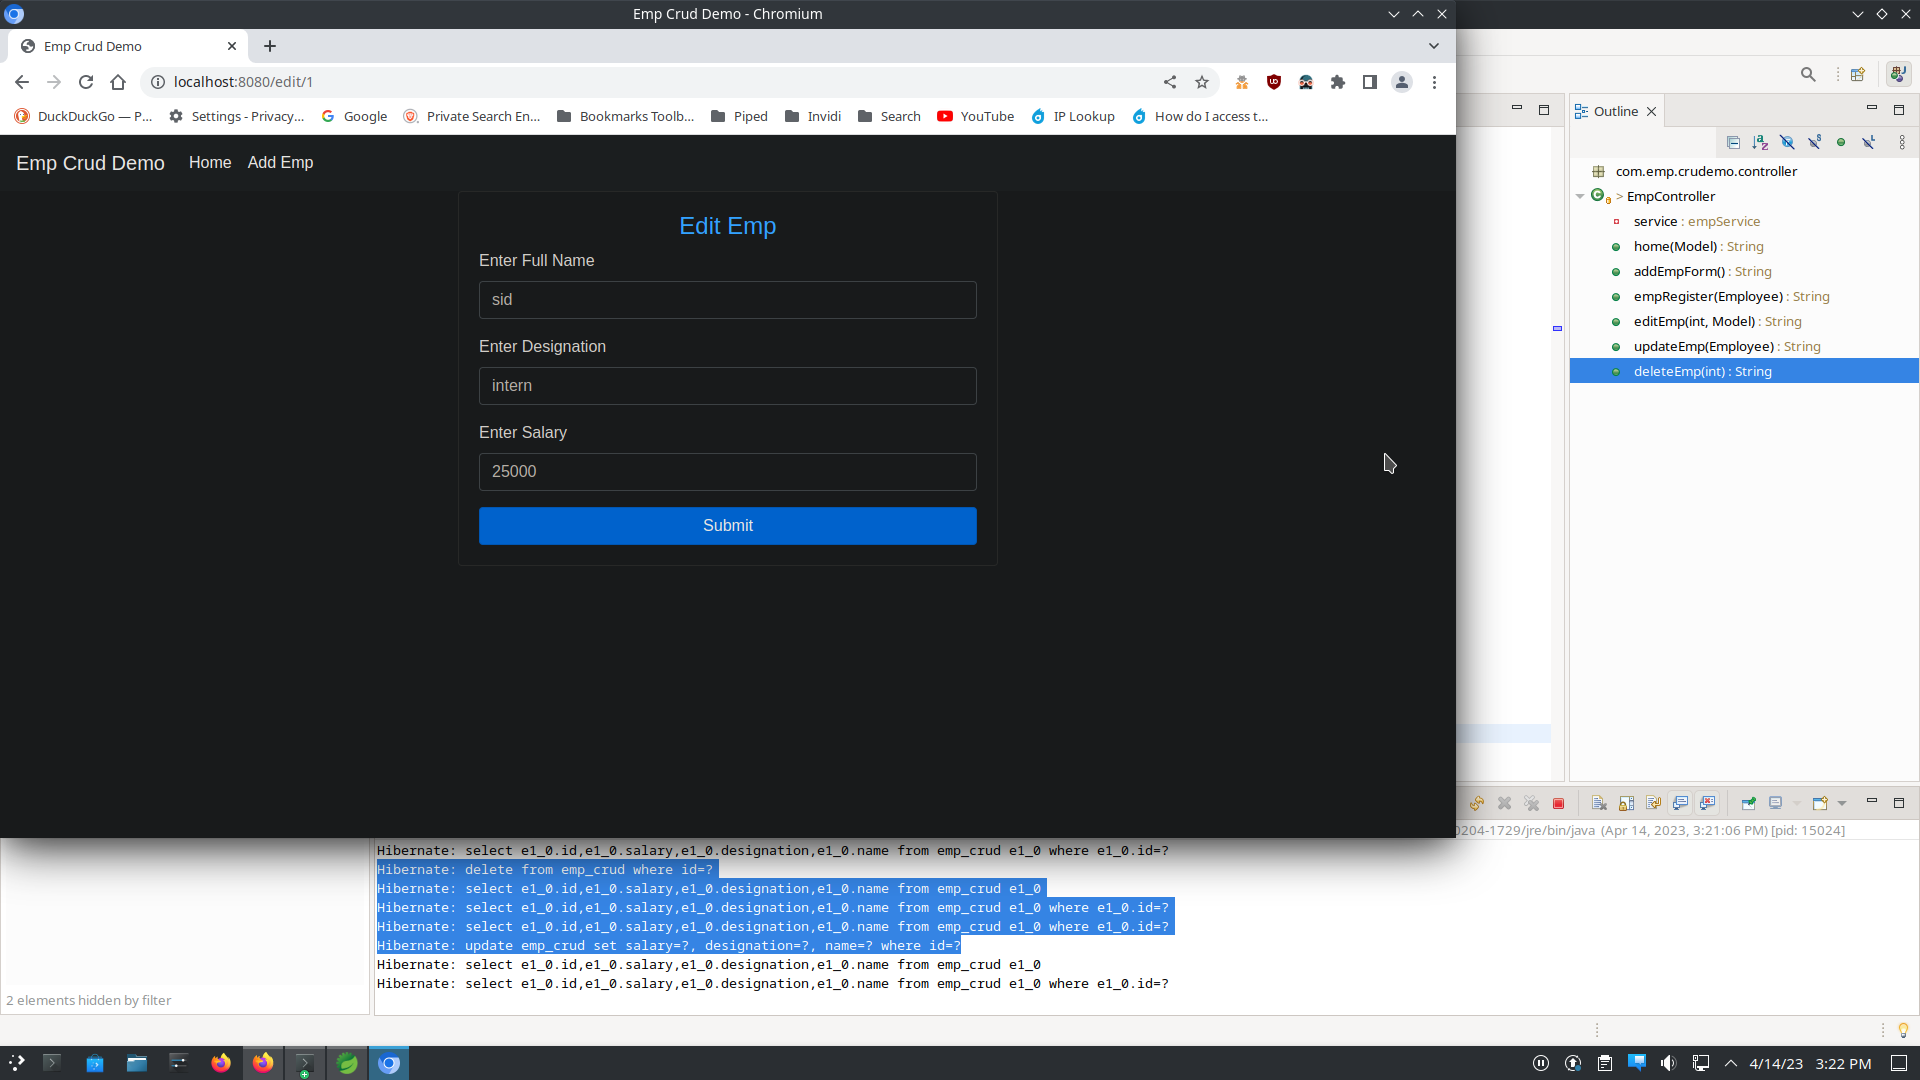 Emp Crud Demo - Chromium
Emp Crud Demo
localhost:8080/edit/1
DuckDuckGo — P...
Settings - Privacy...
Google
Private Search En...
Bookmarks Toolb...
Piped
Invidi
Search
YouTube
IP Lookup
How do I access t...
Emp Crud Demo Home Add Emp
Edit Emp
Enter Full Name
sid
Enter Designation
intern
Enter Salary
25000
Submit
Outline
com.emp.crudemo.controller
> EmpController
service : empService
home(Model) : String
addEmpForm() : String
empRegister(Employee) : String
editEmp(int, Model) : String
updateEmp(Employee) : String
deleteEmp(int) : String
0204-1729/jre/bin/java (Apr 14, 2023, 3:21:06 PM) [pid: 15024]
Hibernate: select e1_0.id,e1_0.salary,e1_0.designation,e1_0.name from emp_crud e1_0 where e1_0.id=?
Hibernate: delete from emp_crud where id=?
Hibernate: select e1_0.id,e1_0.salary,e1_0.designation,e1_0.name from emp_crud e1_0
Hibernate: select e1_0.id,e1_0.salary,e1_0.designation,e1_0.name from emp_crud e1_0 where e1_0.id=?
Hibernate: select e1_0.id,e1_0.salary,e1_0.designation,e1_0.name from emp_crud e1_0 where e1_0.id=?
Hibernate: update emp_crud set salary=?, designation=?, name=? where id=?
Hibernate: select e1_0.id,e1_0.salary,e1_0.designation,e1_0.name from emp_crud e1_0
Hibernate: select e1_0.id,e1_0.salary,e1_0.designation,e1_0.name from emp_crud e1_0 where e1_0.id=?
2 elements hidden by filter
4/14/23 3:22 PM